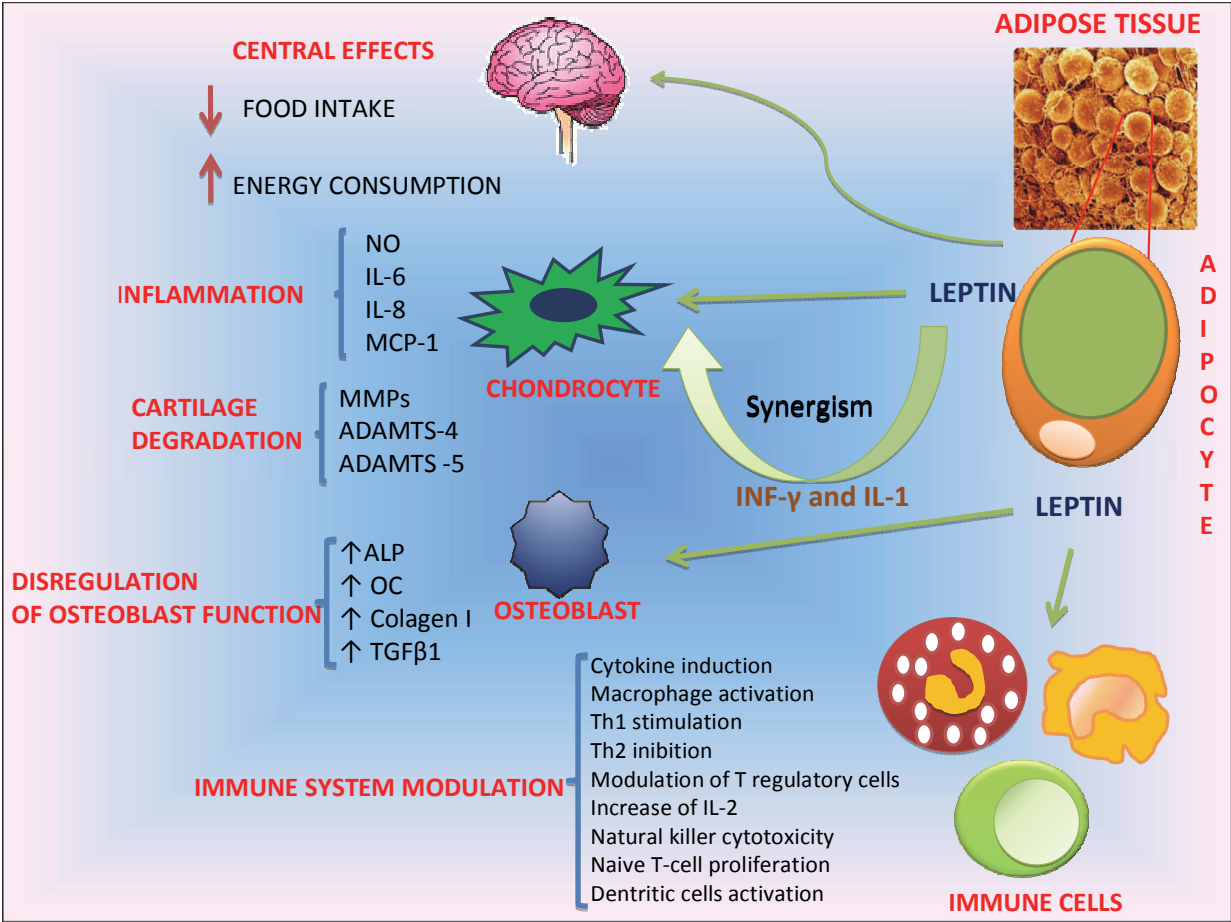 ADIPOSE TISSUE
CENTRAL EFFECTS
FOOD INTAKE
ENERGY CONSUMPTION
INFLAMMATION
NO
IL-6
IL-8
MCP-1
LEPTIN
ADIPOCYTE
CHONDROCYTE
CARTILAGE
DEGRADATION
MMPs
ADAMTS-4
ADAMTS -5
Synergism
INF-γ and IL-1
LEPTIN
DISREGULATION
OF OSTEOBLAST FUNCTION
↑ALP
↑ OC
↑ Colagen I
↑ TGFβ1
OSTEOBLAST
IMMUNE SYSTEM MODULATION
Cytokine induction
Macrophage activation
Th1 stimulation
Th2 inibition
Modulation of T regulatory cells
Increase of IL-2
Natural killer cytotoxicity
Naive T-cell proliferation
Dentritic cells activation
IMMUNE CELLS